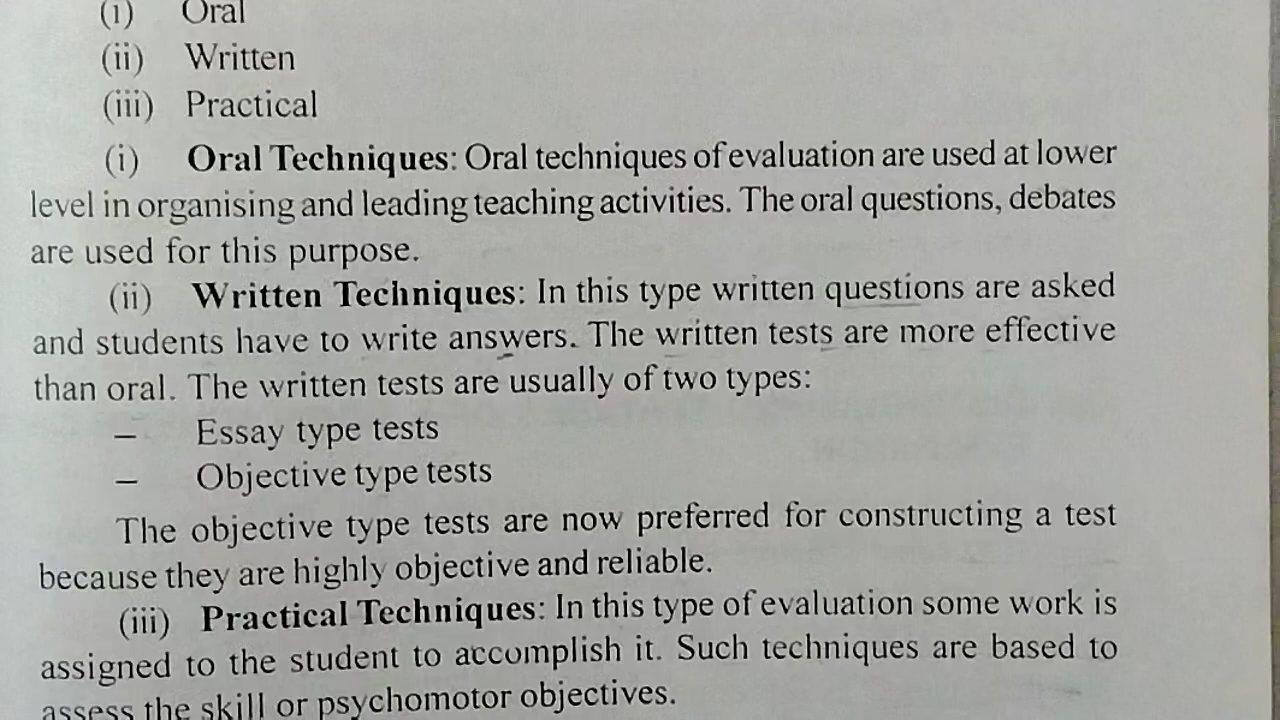 (i) Oral
(ii) Written
(iii) Practical
(i) Oral Techniques: Oral techniques of evaluation are used at lower
level in organising and leading teaching activities. The oral questions, debates
are used for this purpose.
(ii) Written Techniques: In this type written questions are asked
and students have to write answers. The written tests are more effective
than oral. The written tests are usually of two types:
– Essay type tests
– Objective type tests
The objective type tests are now preferred for constructing a test
because they are highly objective and reliable.
(iii) Practical Techniques: In this type of evaluation some work is
assigned to the student to accomplish it. Such techniques are based to
assess the skill or psychomotor objectives.